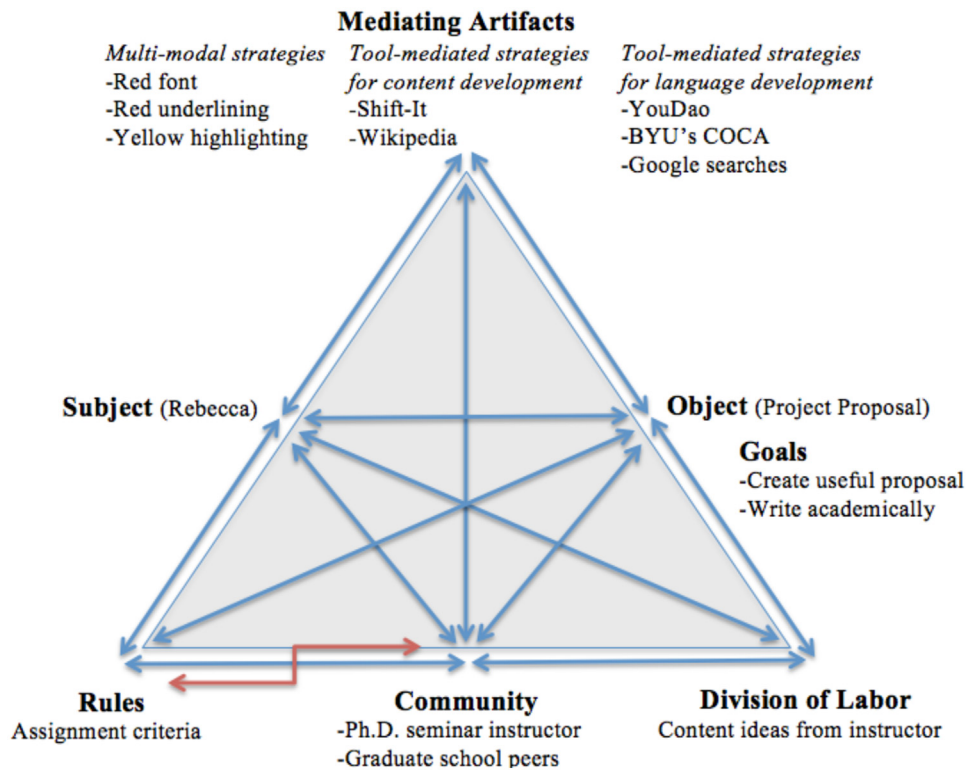 Mediating Artifacts
Multi-modal strategies
-Red font
-Red underlining
-Yellow highlighting
Tool-mediated strategies
for content development
-Shift-It
-Wikipedia
Tool-mediated strategies
for language development
-YouDao
-BYU's COCA
-Google searches
Subject (Rebecca)
Object (Project Proposal)
Goals
-Create useful proposal
-Write academically
Rules
Assignment criteria
Community
-Ph.D. seminar instructor
-Graduate school peers
Division of Labor
Content ideas from instructor